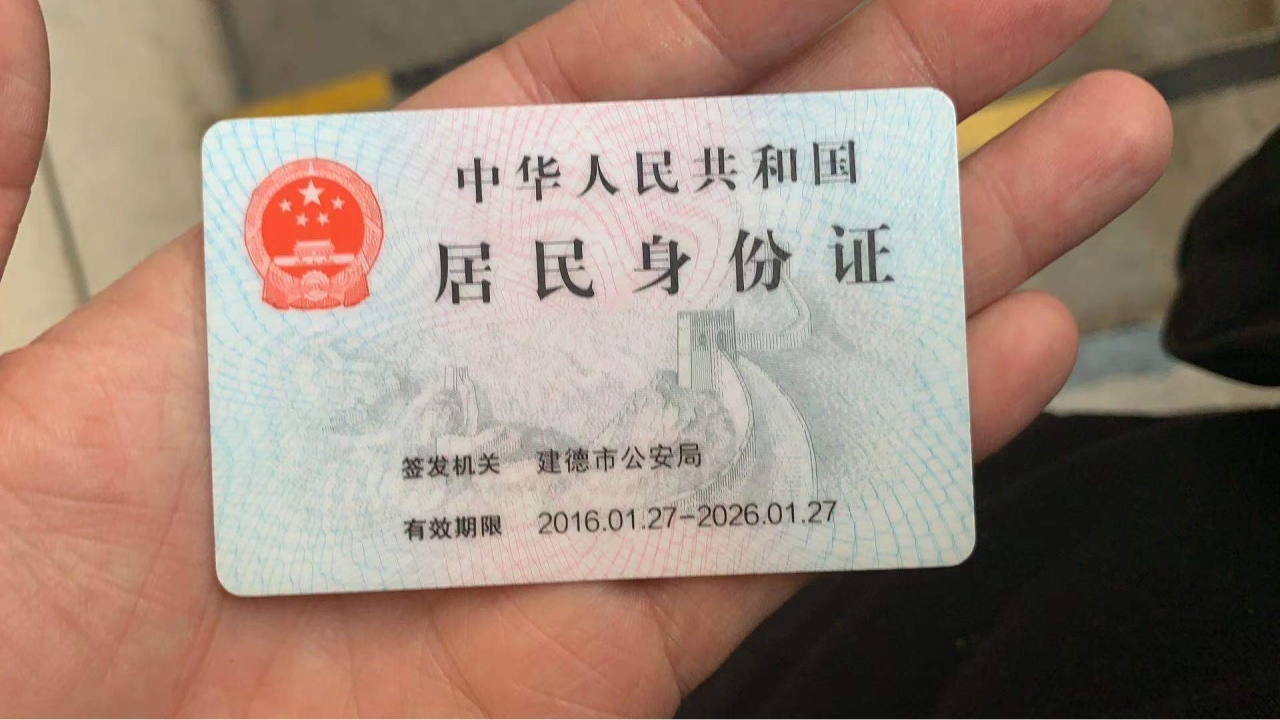 中华人民共和国
居民身份证
签发机关 建德市公安局
有效期限 2016.01.27-2026.01.27